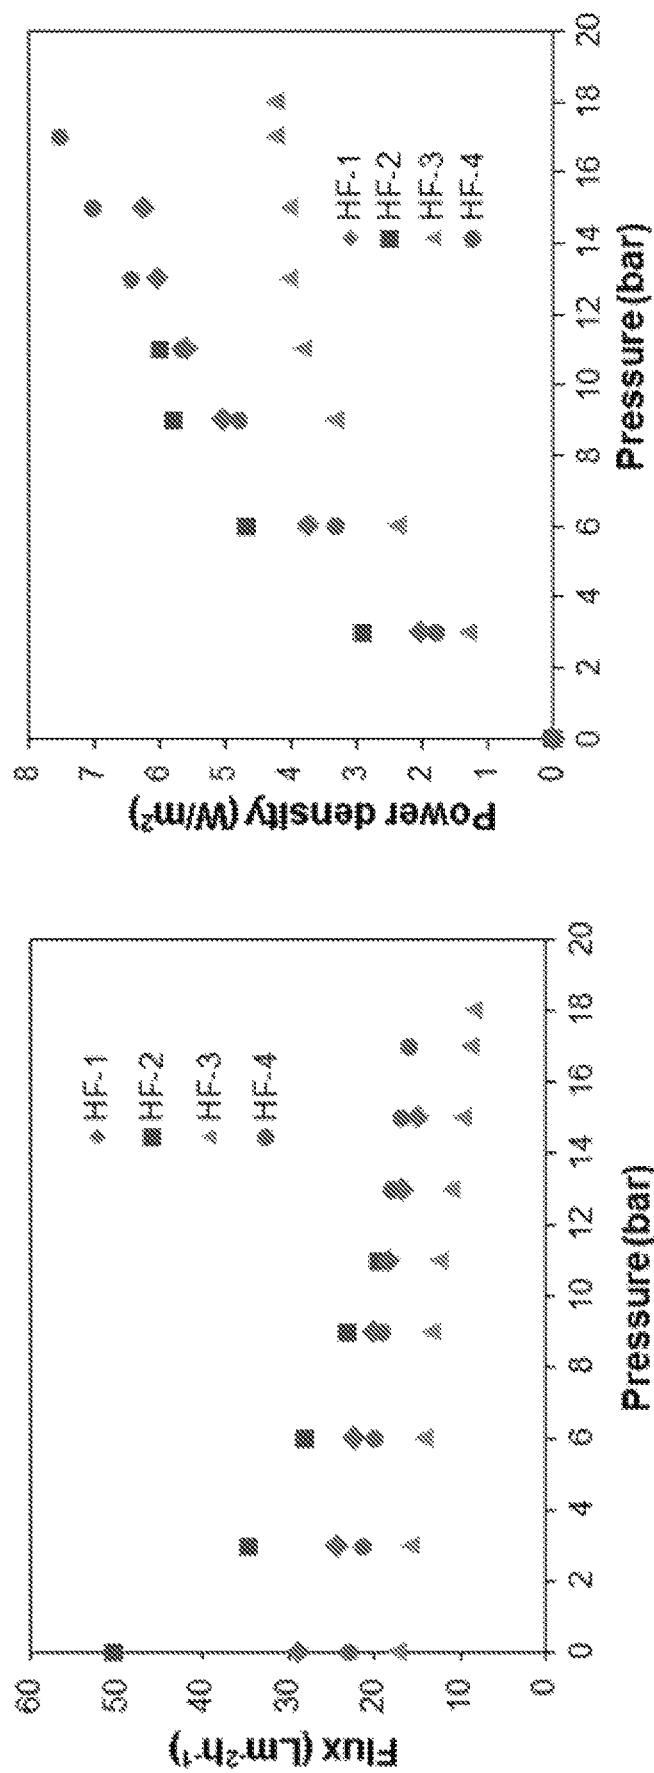 Flux (Lm⁻²h⁻¹)
60
50
40
30
20
10
0
HF-1
HF-2
HF-3
HF-4
0 2 4 6 8 10 12 14 16 18 20
Pressure(bar)
Power density (W/m²)
8
7
6
5
4
3
2
1
0
HF-1
HF-2
HF-3
HF-4
0 2 4 6 8 10 12 14 16 18 20
Pressure(bar)